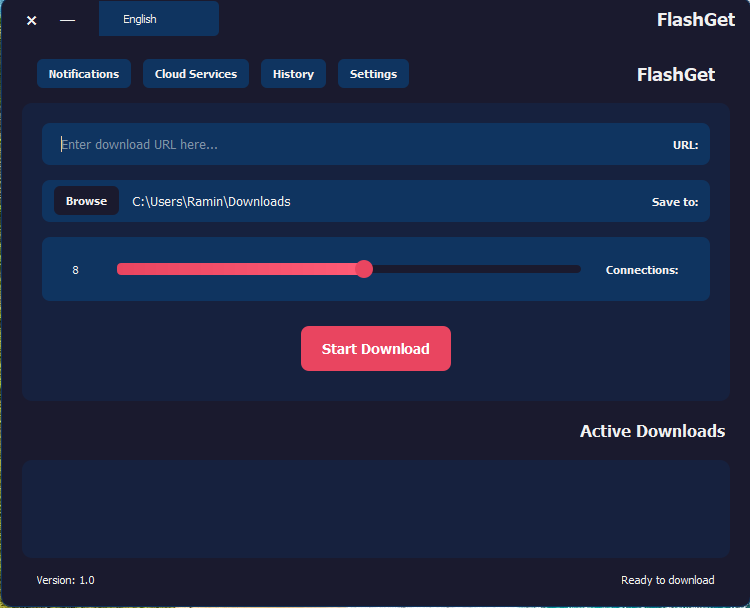 × — English FlashGet
Notifications Cloud Services History Settings FlashGet
Enter download URL here... URL:
Browse C:\Users\Ramin\Downloads Save to:
8 Connections:
Start Download
Active Downloads
Version: 1.0 Ready to download